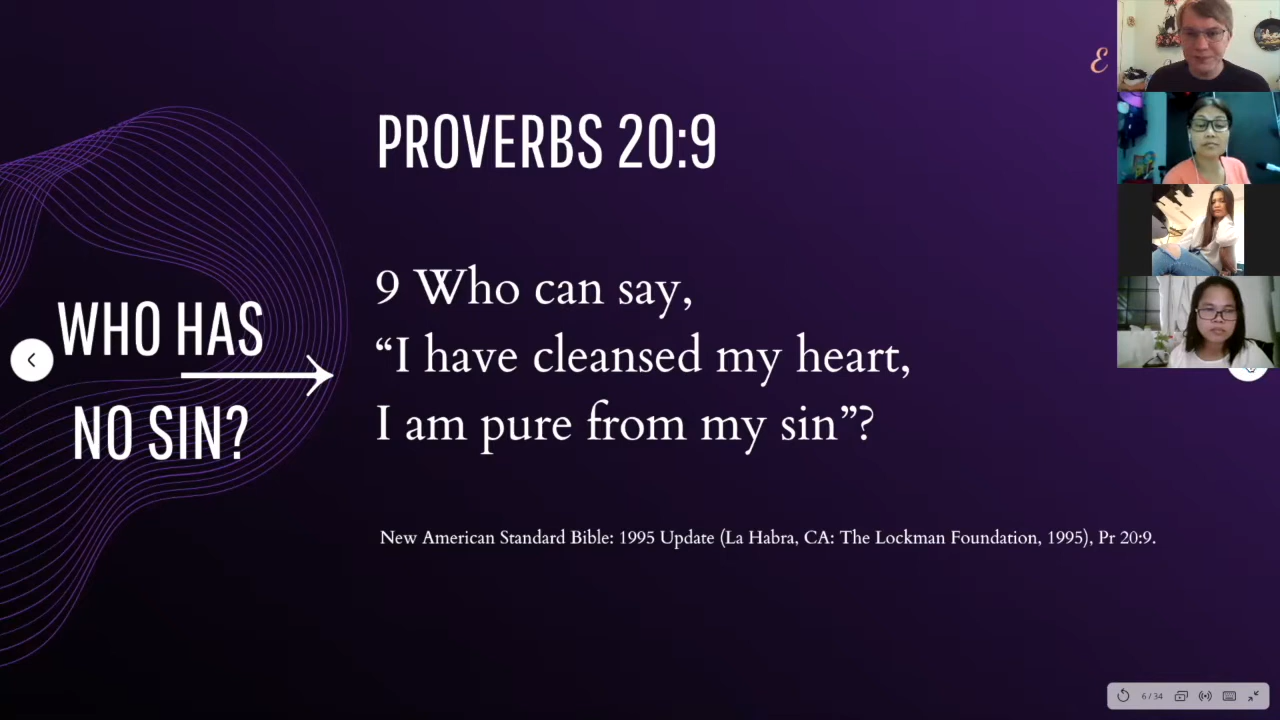 ℰ
PROVERBS 20:9
WHO HAS
NO SIN?
9 Who can say,
“I have cleansed my heart,
I am pure from my sin”?
New American Standard Bible: 1995 Update (La Habra, CA: The Lockman Foundation, 1995), Pr 20:9.
6 / 34